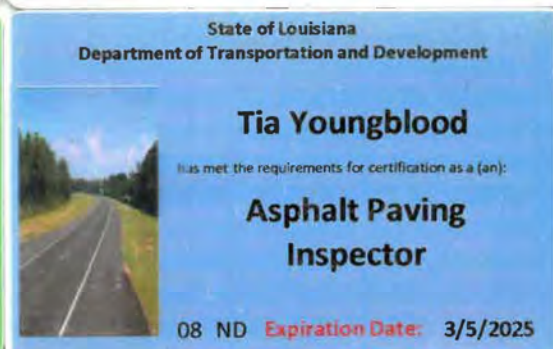 State of Louisiana
Department of Transportation and Development
Tia Youngblood
has met the requirements for certification as a (an):
Asphalt Paving
Inspector
08 ND Expiration Date: 3/5/2025